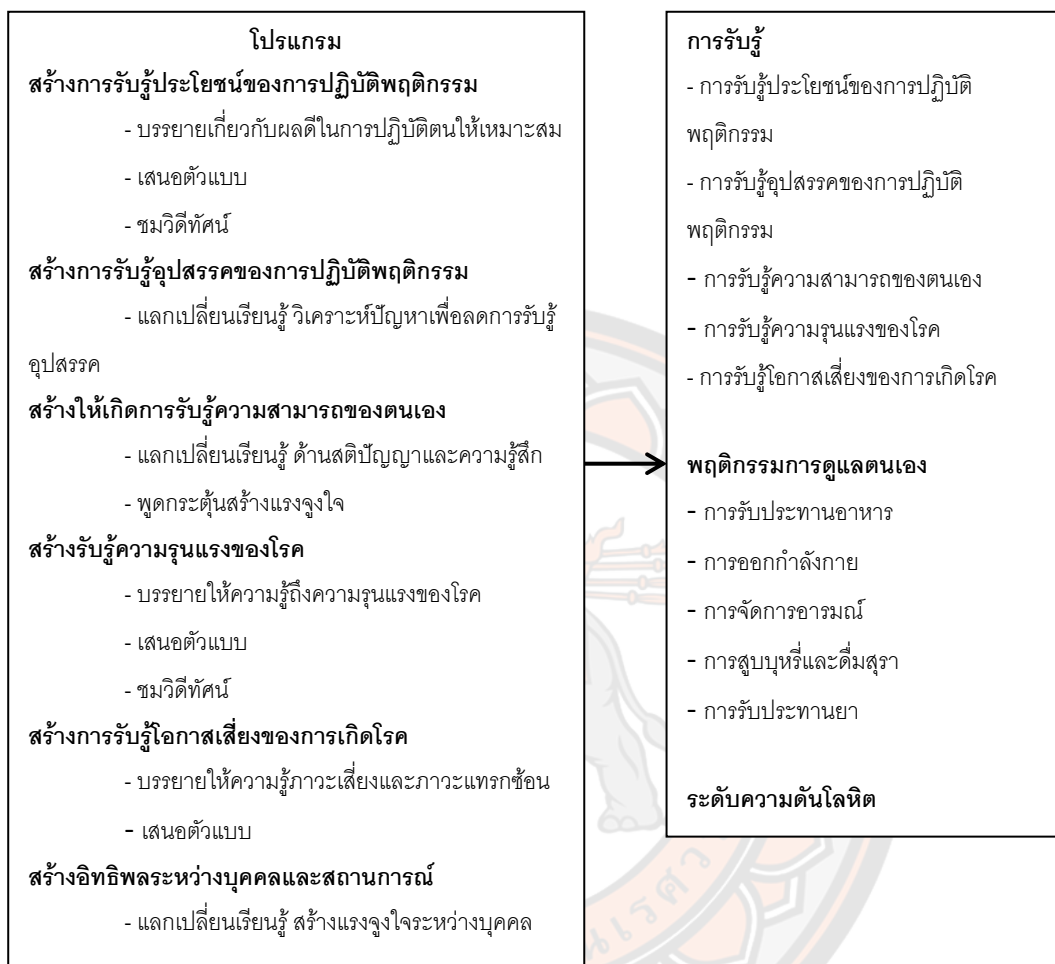 โปรแกรม
สร้างการรับรู้ประโยชน์ของการปฏิบัติพฤติกรรม
- บรรยายเกี่ยวกับผลดีในการปฏิบัติตนให้เหมาะสม
- เสนอตัวแบบ
- ชมวิดีทัศน์
สร้างการรับรู้อุปสรรคของการปฏิบัติพฤติกรรม
- แลกเปลี่ยนเรียนรู้ วิเคราะห์ปัญหาเพื่อลดการรับรู้
อุปสรรค
สร้างให้เกิดการรับรู้ความสามารถของตนเอง
- แลกเปลี่ยนเรียนรู้ ด้านสติปัญญาและความรู้สึก
- พูดกระตุ้นสร้างแรงจูงใจ
สร้างรับรู้ความรุนแรงของโรค
- บรรยายให้ความรู้ถึงความรุนแรงของโรค
- เสนอตัวแบบ
- ชมวิดีทัศน์
สร้างการรับรู้โอกาสเสี่ยงของการเกิดโรค
- บรรยายให้ความรู้ภาวะเสี่ยงและภาวะแทรกซ้อน
- เสนอตัวแบบ
สร้างอิทธิพลระหว่างบุคคลและสถานการณ์
- แลกเปลี่ยนเรียนรู้ สร้างแรงจูงใจระหว่างบุคคล
การรับรู้
- การรับรู้ประโยชน์ของการปฏิบัติ
พฤติกรรม
- การรับรู้อุปสรรคของการปฏิบัติ
พฤติกรรม
- การรับรู้ความสามารถของตนเอง
- การรับรู้ความรุนแรงของโรค
- การรับรู้โอกาสเสี่ยงของการเกิดโรค
พฤติกรรมการดูแลตนเอง
- การรับประทานอาหาร
- การออกกำลังกาย
- การจัดการอารมณ์
- การสูบบุหรี่และดื่มสุรา
- การรับประทานยา
ระดับความดันโลหิต